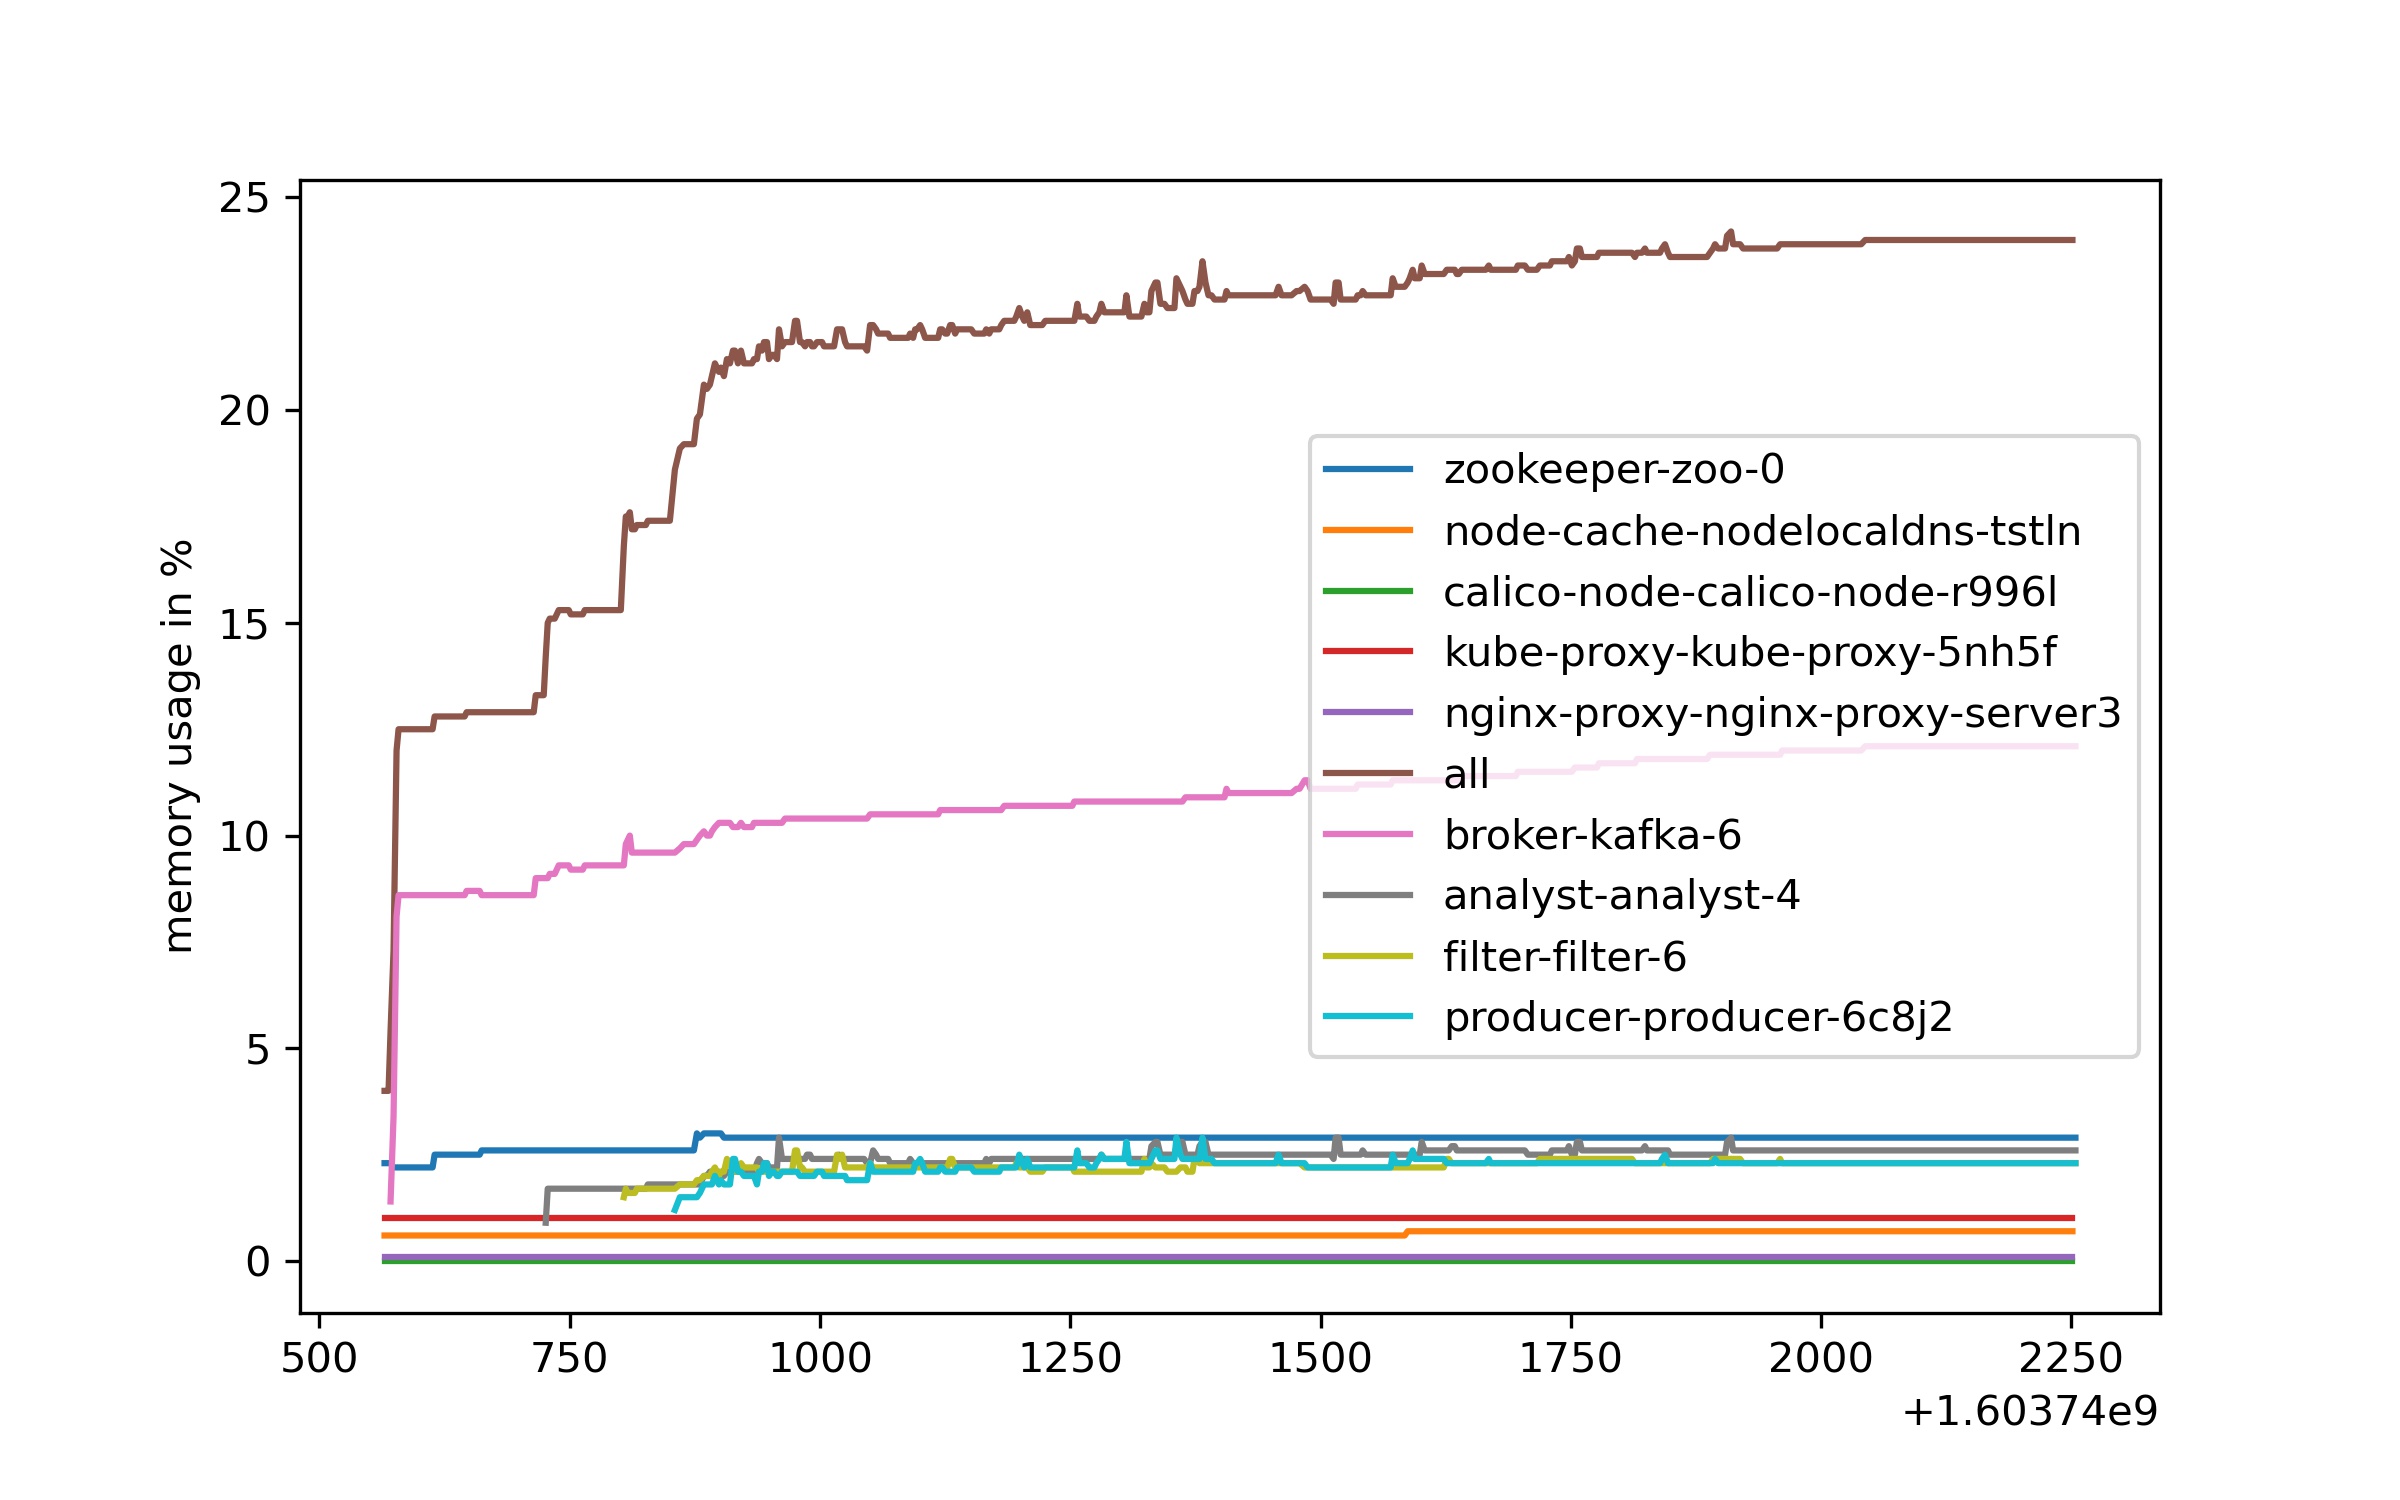 25
20
15
10
5
0
memory usage in %
zookeeper-zoo-0
node-cache-nodelocaldns-tstln
calico-node-calico-node-r996l
kube-proxy-kube-proxy-5nh5f
nginx-proxy-nginx-proxy-server3
all
broker-kafka-6
analyst-analyst-4
filter-filter-6
producer-producer-6c8j2
500 750 1000 1250 1500 1750 2000 2250
+1.60374e9